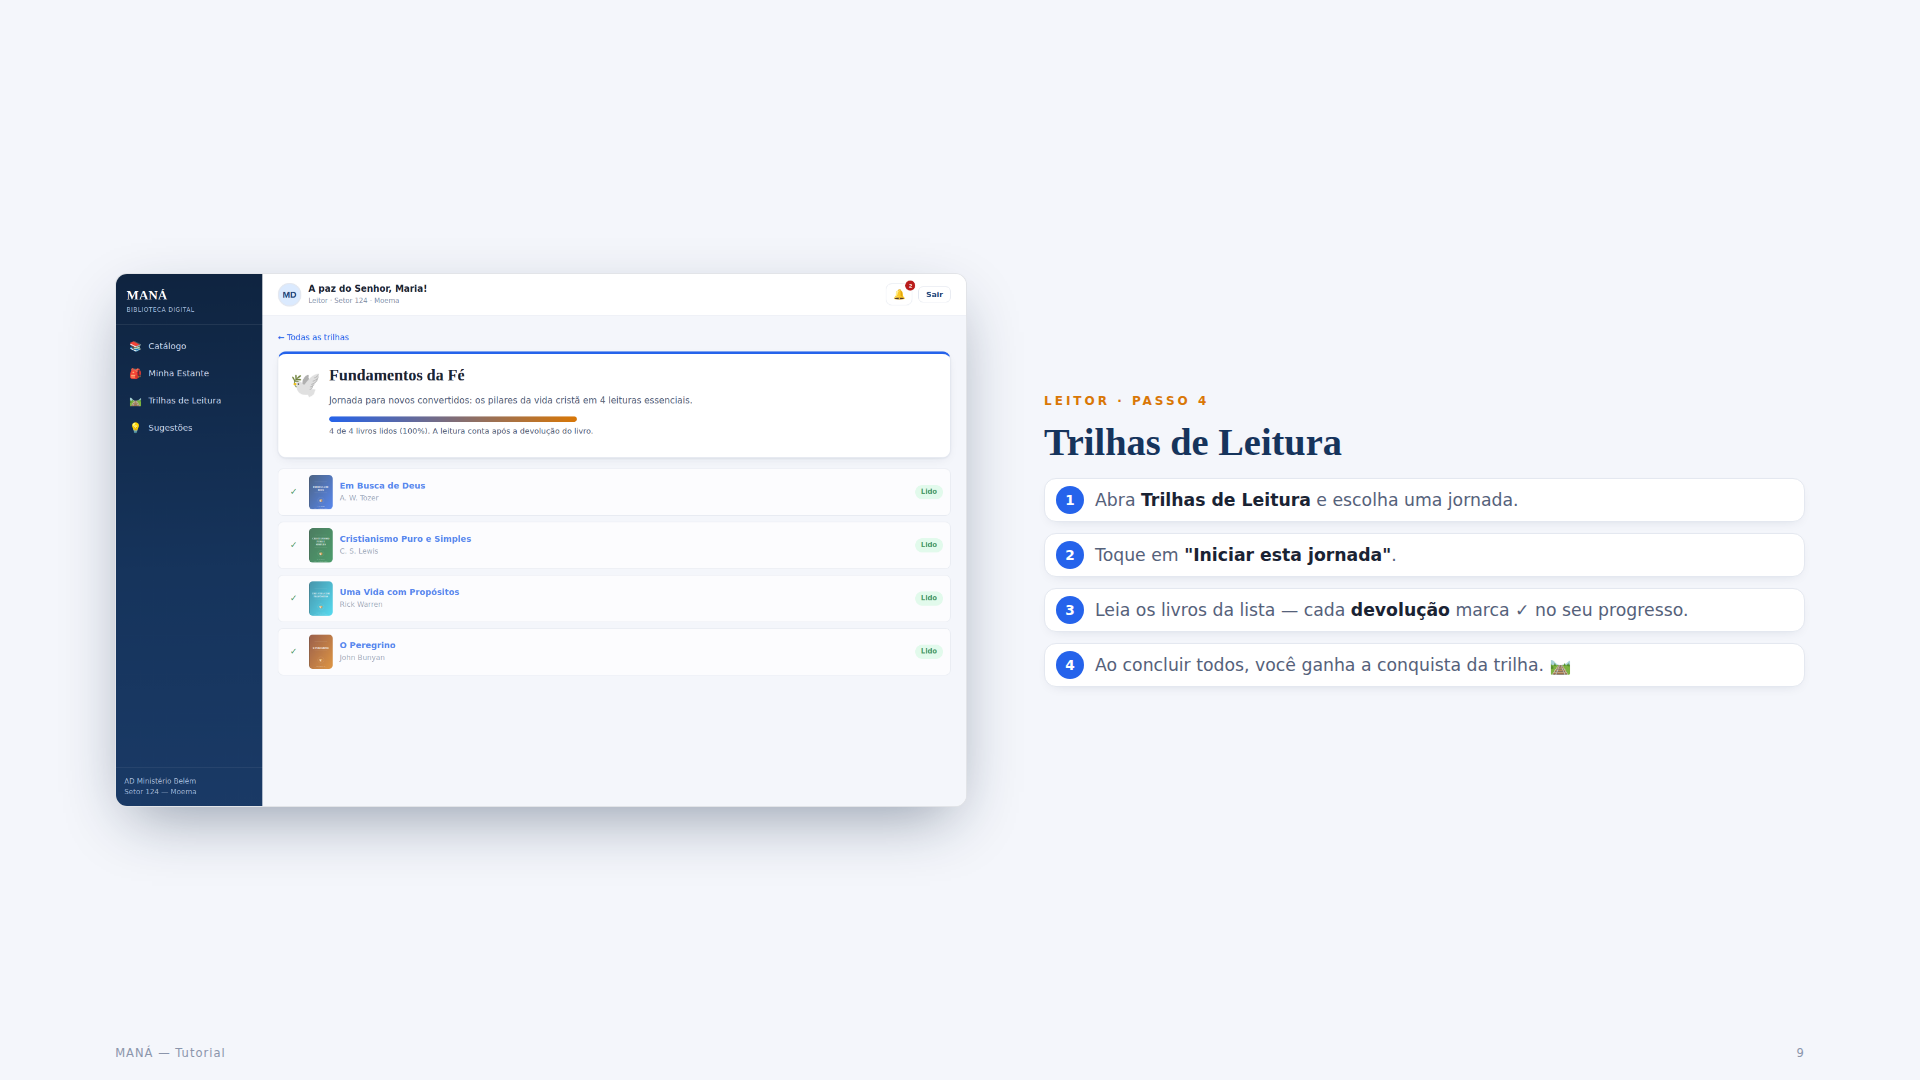 MANÁ
BIBLIOTECA DIGITAL
Catálogo
Minha Estante
Trilhas de Leitura
Sugestões
AD Ministério Belém
Setor 124 — Moema
MD
A paz do Senhor, Maria!
Leitor · Setor 124 · Moema
2
Sair
← Todas as trilhas
Fundamentos da Fé
Jornada para novos convertidos: os pilares da vida cristã em 4 leituras essenciais.
4 de 4 livros lidos (100%). A leitura conta após a devolução do livro.
✓ Em Busca de Deus
A. W. Tozer
Lido
✓ Cristianismo Puro e Simples
C. S. Lewis
Lido
✓ Uma Vida com Propósitos
Rick Warren
Lido
✓ O Peregrino
John Bunyan
Lido
LEITOR · PASSO 4
Trilhas de Leitura
1 Abra Trilhas de Leitura e escolha uma jornada.
2 Toque em "Iniciar esta jornada".
3 Leia os livros da lista — cada devolução marca ✓ no seu progresso.
4 Ao concluir todos, você ganha a conquista da trilha.
MANÁ — Tutorial
9